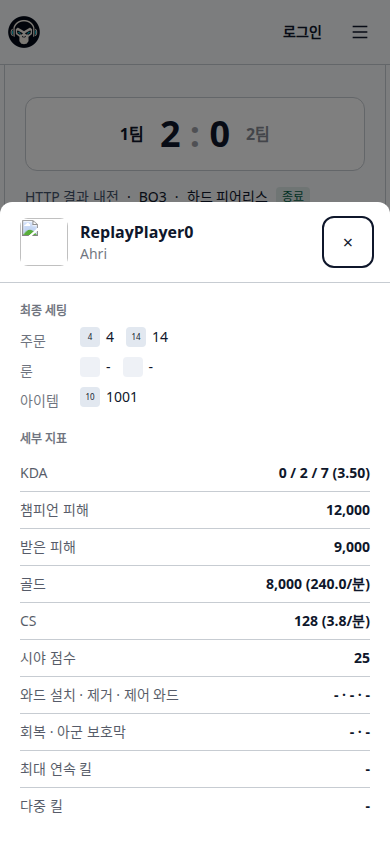 로그인
1팀 2 : 0 2팀
HTTP 결과 내전 · BO3 · 하드 피어리스 종료
ReplayPlayer0
Ahri
×
최종 세팅
주문 4 4 14 14
룬 - -
아이템 10 1001
세부 지표
KDA 0 / 2 / 7 (3.50)
챔피언 피해 12,000
받은 피해 9,000
골드 8,000 (240.0/분)
CS 128 (3.8/분)
시야 점수 25
와드 설치 · 제거 · 제어 와드 - · - · -
회복 · 아군 보호막 - · -
최대 연속 킬 -
다중 킬 -